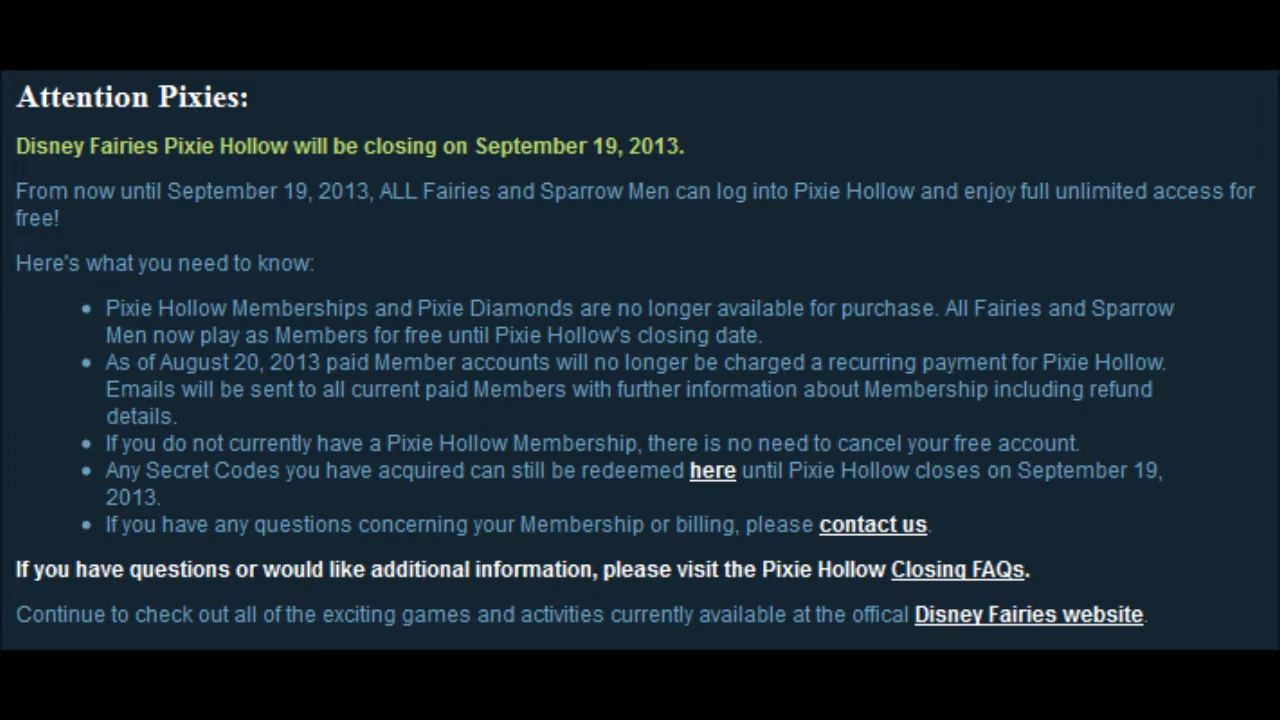 Attention Pixies:
Disney Fairies Pixie Hollow will be closing on September 19, 2013.
From now until September 19, 2013, ALL Fairies and Sparrow Men can log into Pixie Hollow and enjoy full unlimited access for
free!
Here's what you need to know:
• Pixie Hollow Memberships and Pixie Diamonds are no longer available for purchase. All Fairies and Sparrow
Men now play as Members for free until Pixie Hollow's closing date.
• As of August 20, 2013 paid Member accounts will no longer be charged a recurring payment for Pixie Hollow.
Emails will be sent to all current paid Members with further information about Membership including refund
details.
• If you do not currently have a Pixie Hollow Membership, there is no need to cancel your free account.
• Any Secret Codes you have acquired can still be redeemed here until Pixie Hollow closes on September 19,
2013.
• If you have any questions concerning your Membership or billing, please contact us.
If you have questions or would like additional information, please visit the Pixie Hollow Closing FAQs.
Continue to check out all of the exciting games and activities currently available at the offical Disney Fairies website.